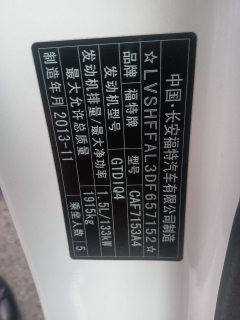 中国·长安福特汽车有限公司制造
☆LVSHFFAL3DF657152☆
品牌 福特牌 型号 CAF7153A4
发动机型号 GTDIQ4
发动机排量/最大净功率 1.5L/133kW
最大允许总质量 1915kg
制造年月 2013-11 乘坐人数 5